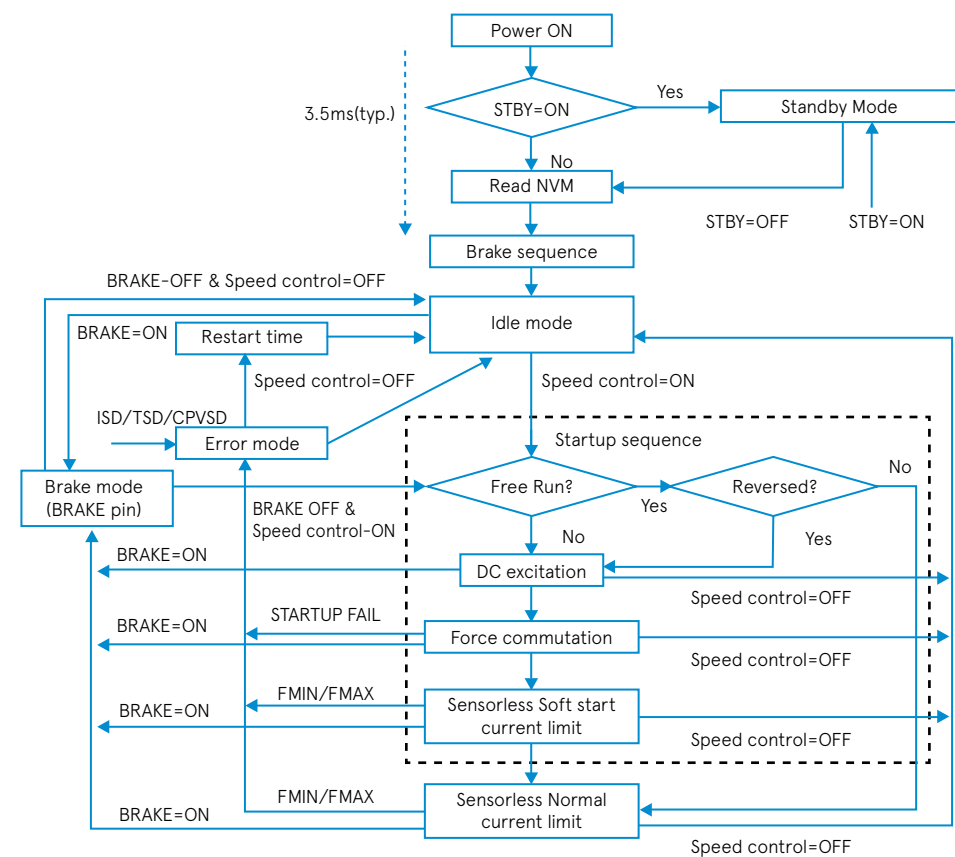 Power ON
3.5ms(typ.)
STBY=ON
Yes
Standby Mode
No
Read NVM
STBY=OFF
STBY=ON
Brake sequence
BRAKE-OFF & Speed control=OFF
Idle mode
BRAKE=ON
Restart time
Speed control=OFF
Speed control=ON
ISD/TSD/CPVSD
Error mode
Startup sequence
Brake mode
(BRAKE pin)
Free Run?
Reversed?
No
Yes
BRAKE OFF &
Speed control-ON
No
Yes
BRAKE=ON
DC excitation
Speed control=OFF
STARTUP FAIL
BRAKE=ON
Force commutation
Speed control=OFF
FMIN/FMAX
BRAKE=ON
Sensorless Soft start
current limit
Speed control=OFF
FMIN/FMAX
BRAKE=ON
Sensorless Normal
current limit
Speed control=OFF